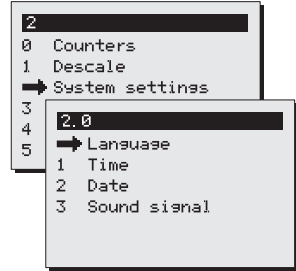 2
0 Counters
1 Descale
System settings
3
4
5
2.0
Language
1 Time
2 Date
3 Sound signal